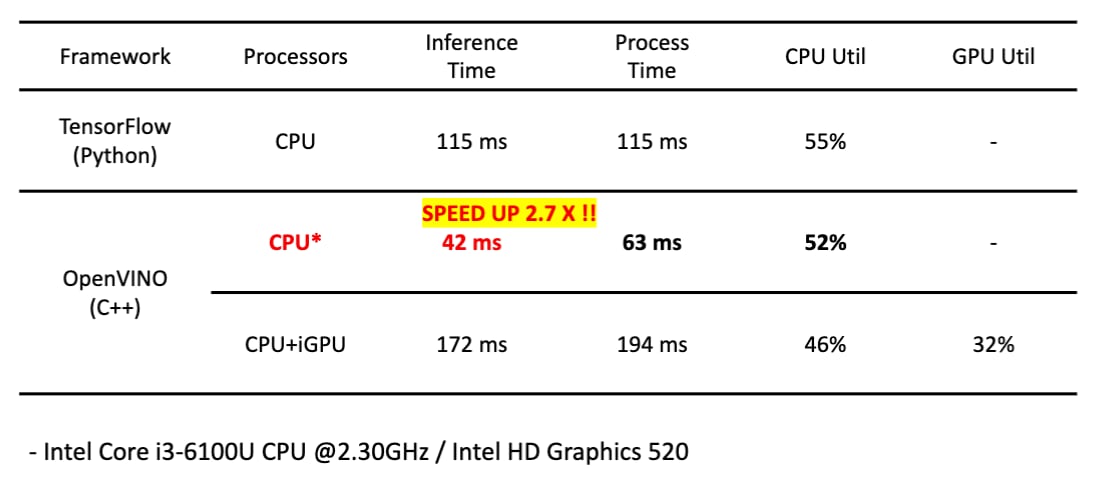 Framework Processors Inference Time Process Time CPU Util GPU Util
TensorFlow (Python) CPU 115 ms 115 ms 55% -
SPEED UP 2.7 X !!
OpenVINO (C++) CPU* 42 ms 63 ms 52% -
CPU+iGPU 172 ms 194 ms 46% 32%
- Intel Core i3-6100U CPU @2.30GHz / Intel HD Graphics 520